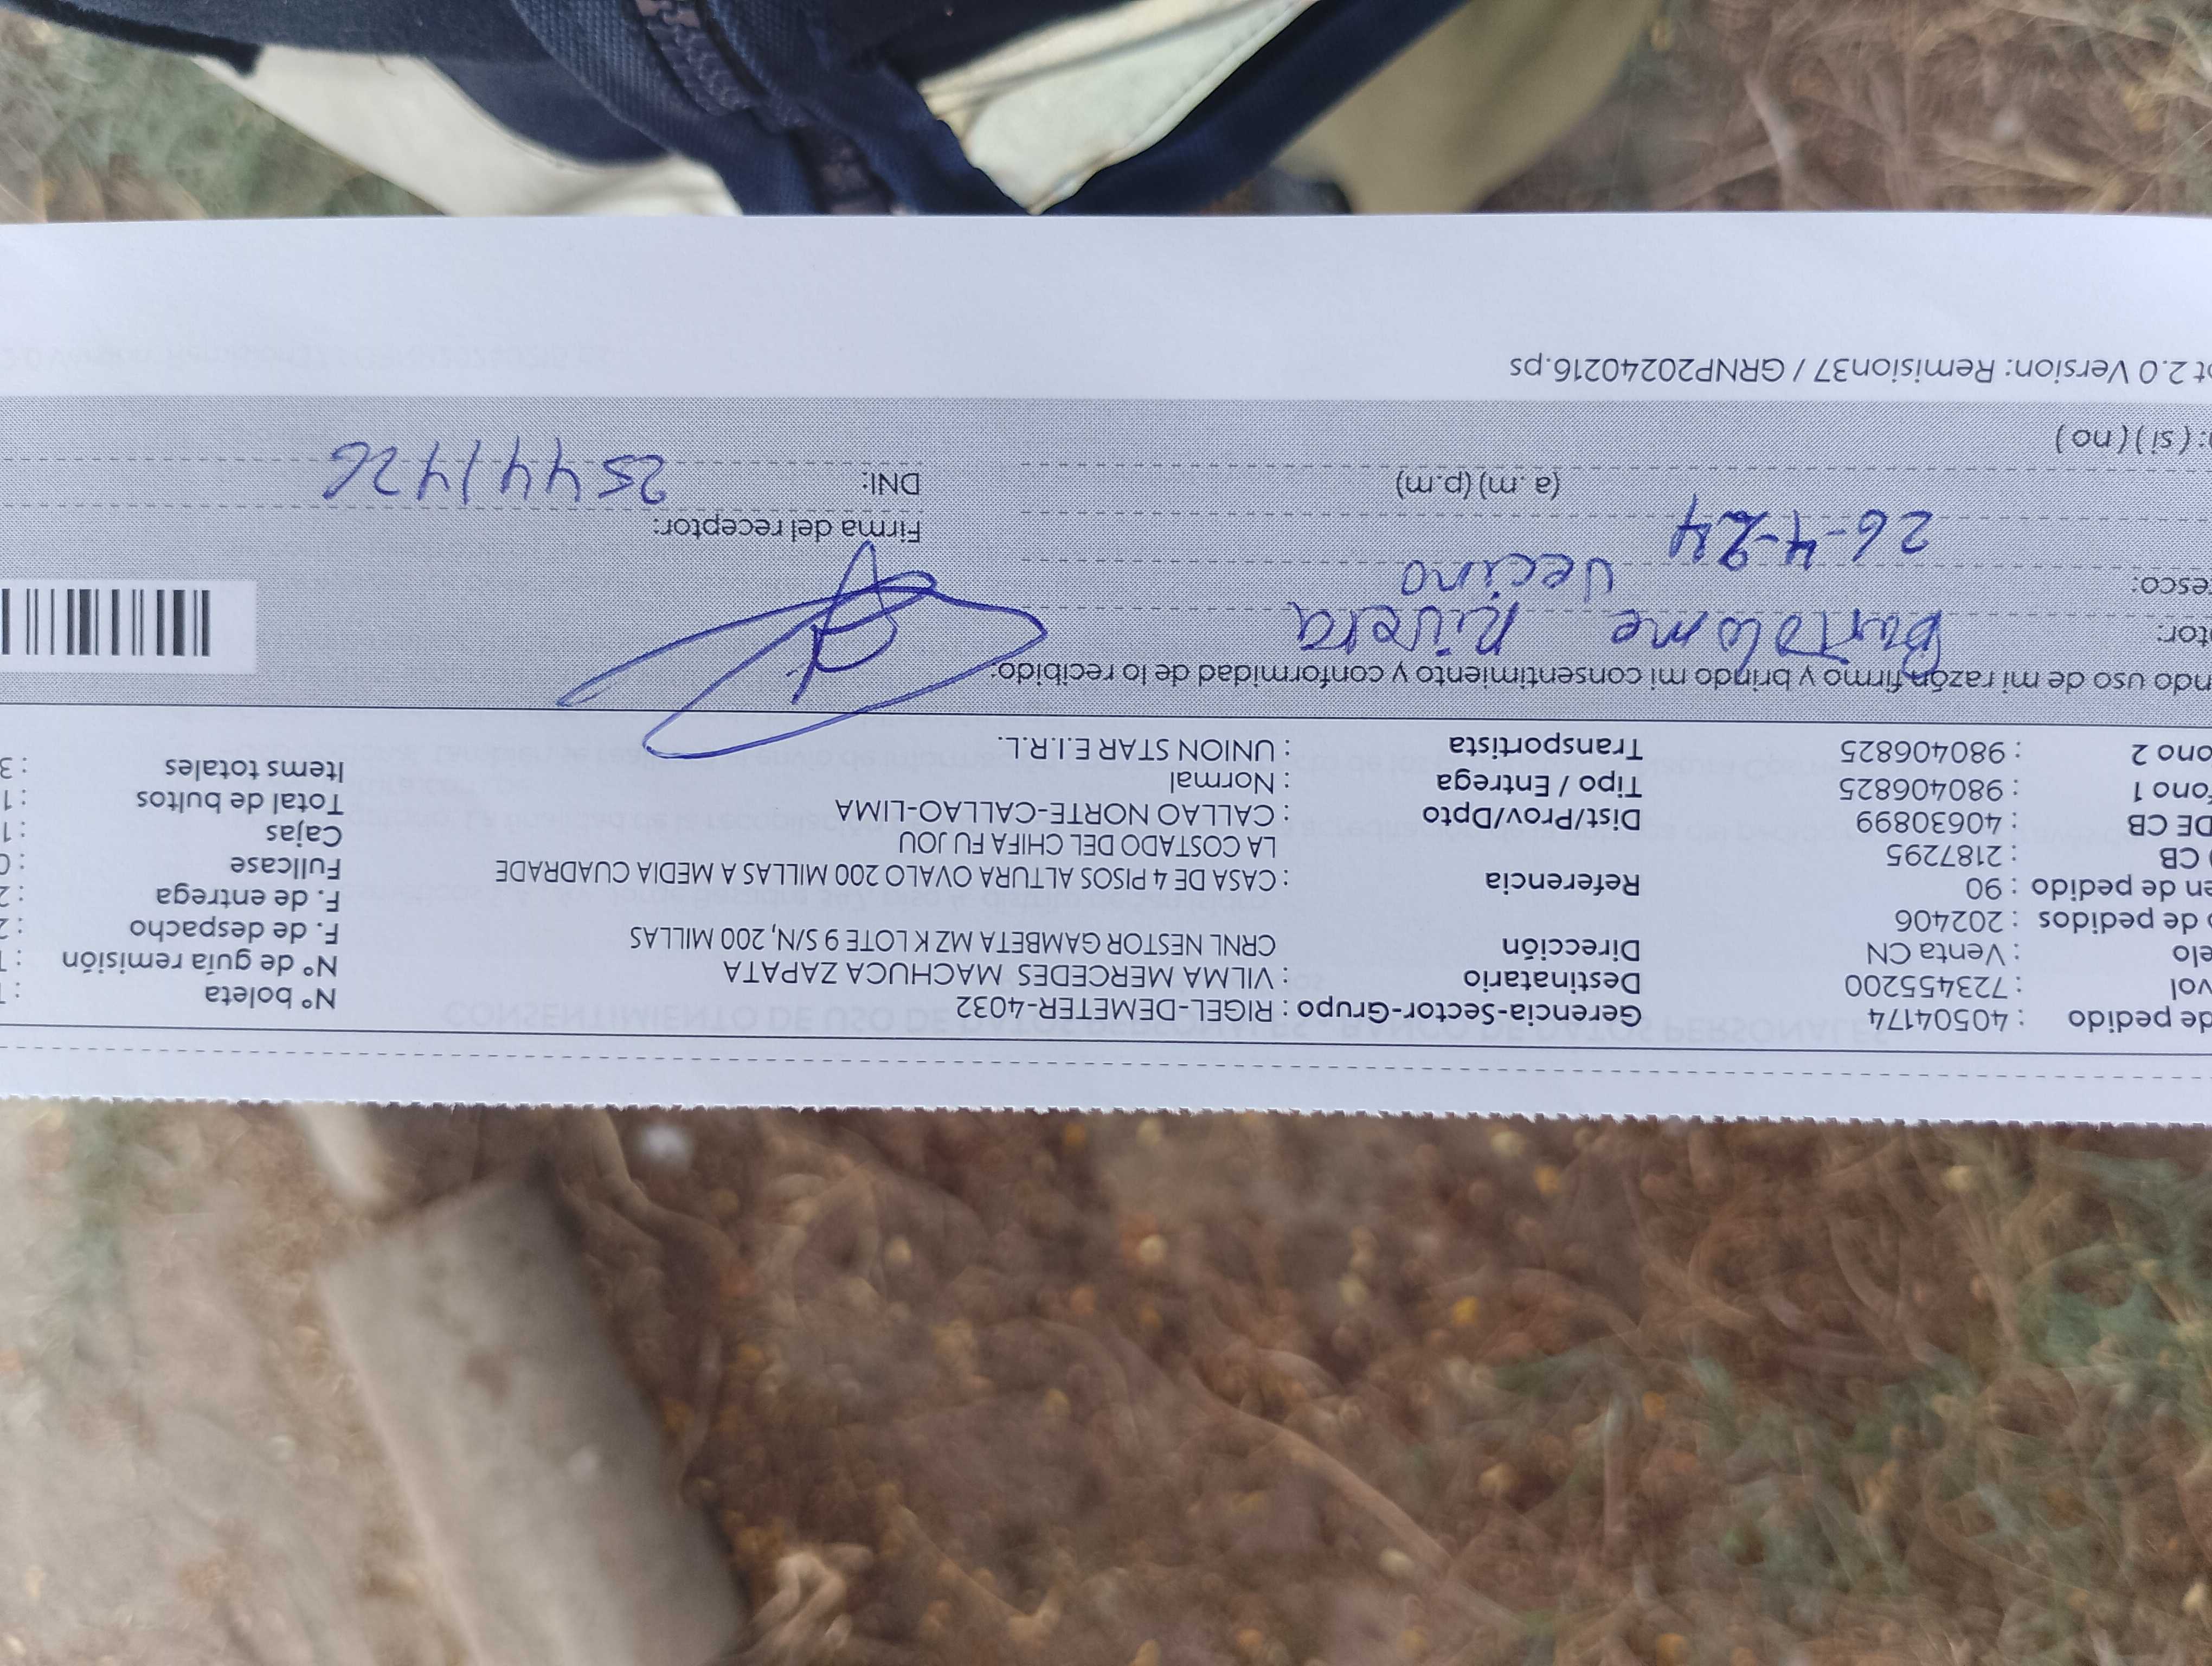 de pedido : 40504174 Gerencia-Sector-Grupo : RIGEL-DEMETER-4032 N° boleta : 
vol : 723455200 Destinatario : VILMA MERCEDES MACHUCA ZAPATA N° de guía remisión : 
elo : Venta CN Dirección CRNL NESTOR GAMBETA MZ K LOTE 9 S/N, 200 MILLAS F. de despacho : 2
de pedidos : 202406 F. de entrega : 2
en de pedido : 90 Referencia : CASA DE 4 PISOS ALTURA OVALO 200 MILLAS A MEDIA CUADRADE Fullcase : 0
CB : 2187295 LA COSTADO DEL CHIFA FU JOU Cajas : 1
DE CB : 40630899 Dist/Prov/Dpto : CALLAO NORTE-CALLAO-LIMA Total de bultos : 1
fono 1 : 980406825 Tipo / Entrega : Normal Items totales : 3
ono 2 : 980406825 Transportista : UNION STAR E.I.R.L.
ndo uso de mi razón firmo y brindo mi consentimiento y conformidad de lo recibido:
tor: Bartolome Rivera
esco: Vecino
26-4-24 Firma del receptor:
(a.m) (p.m) DNI: 25441426
: (si) (no)
ot 2.0 Version: Remision37 / GRNP20240216.ps